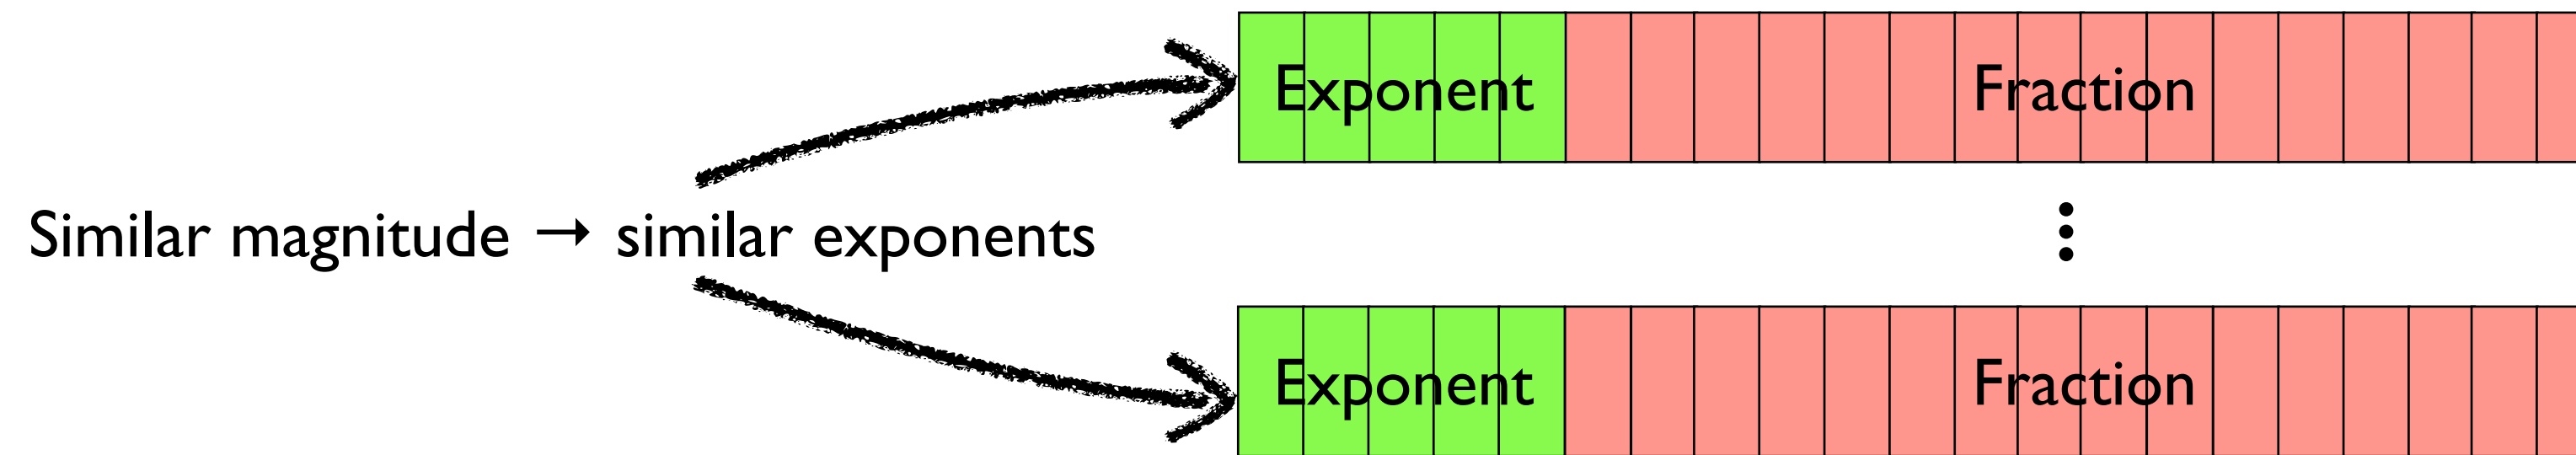 Exponent Fraction
Similar magnitude → similar exponents
Exponent Fraction